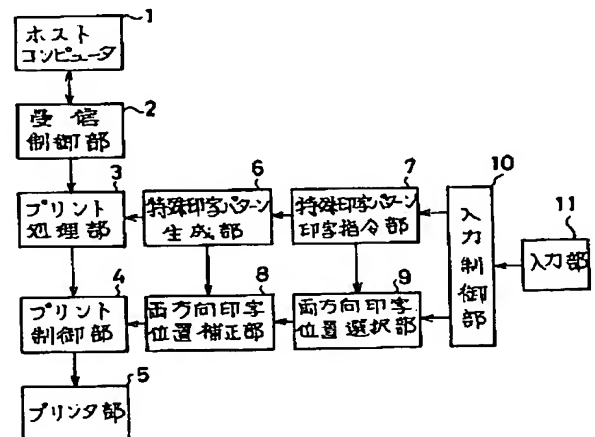 1
ホスト
コンピュータ
2
受信
制御部
3
プリント
処理部
6
特殊印字パターン
生成部
7
特殊印字パターン
印字指令部
10
入力制御部
11
入力部
4
プリント
制御部
8
両方向印字
位置補正部
9
両方向印字
位置選択部
5
プリンタ部